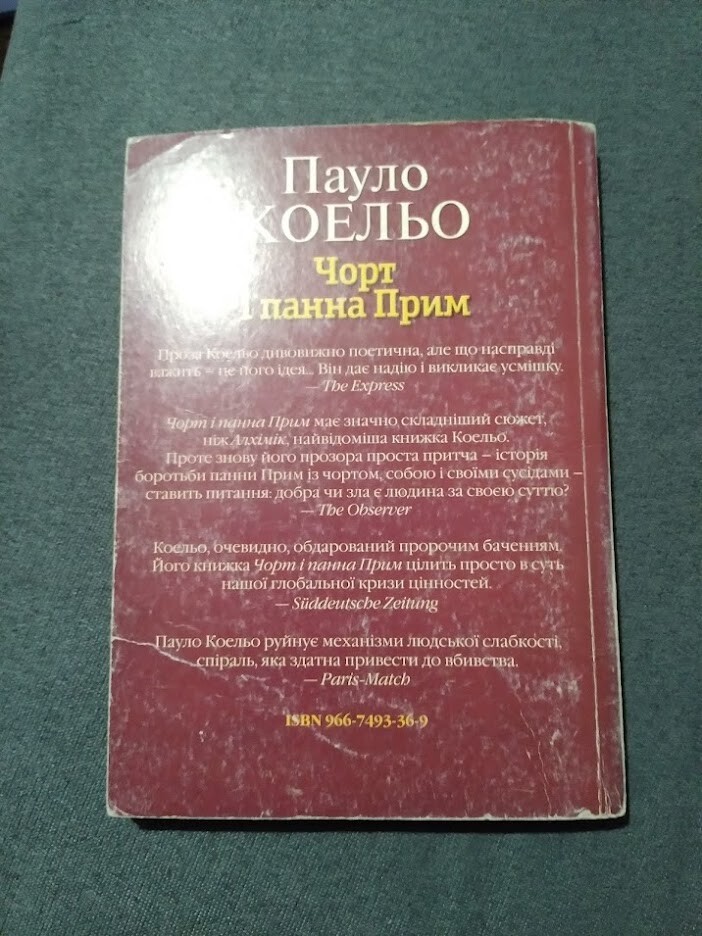 Пауло
КОЕЛЬО
Чорт
і панна Прим
Проза Коельо дивовижно поетична, але що насправді
важить – це його ідея... Він дає надію і викликає усмішку.
— The Express
Чорт і панна Прим має значно складніший сюжет,
ніж Алхімік, найвідоміша книжка Коельо.
Проте знову його прозора проста притча – історія
боротьби панни Прим із чортом, собою і своїми сусідами –
ставить питання: добра чи зла є людина за своєю суттю?
— The Observer
Коельо, очевидно, обдарований пророчим баченням.
Його книжка Чорт і панна Прим цілить просто в суть
нашої глобальної кризи цінностей.
— Süddeutsche Zeitung
Пауло Коельо руйнує механізми людської слабкості,
спіраль, яка здатна привести до вбивства.
— Paris-Match
ISBN 966-7493-36-9